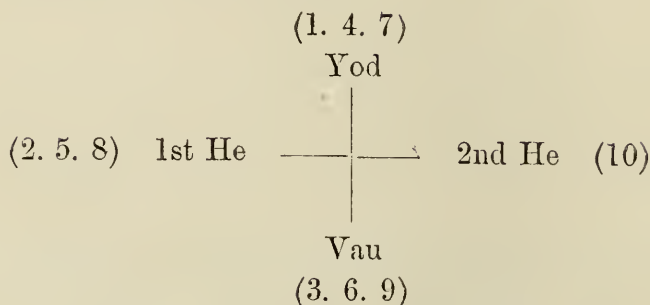 (1. 4. 7)
Yod
(2. 5. 8) 1st He 2nd He (10)
Vau
(3. 6. 9)